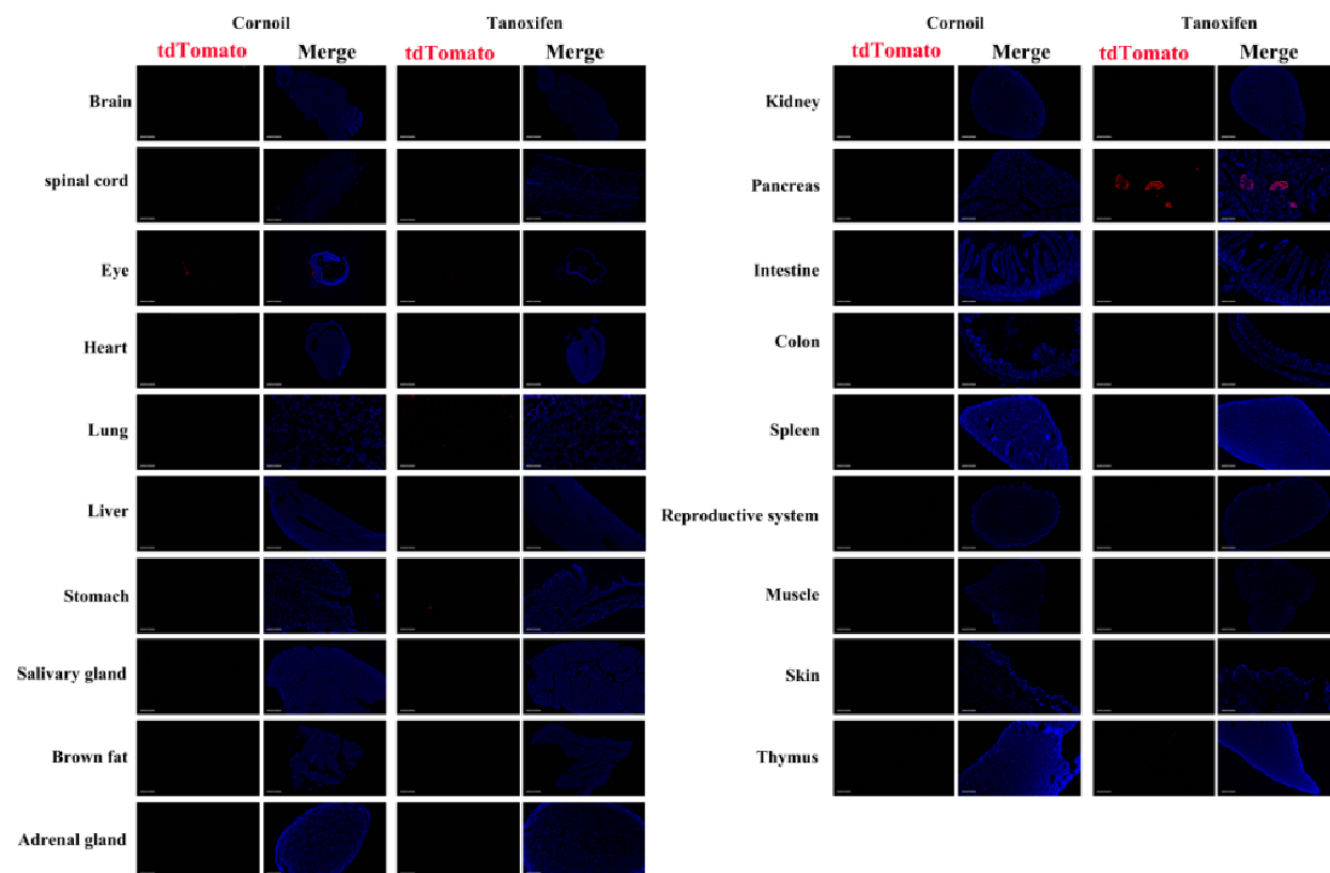 Cornoil Tanoxifen Cornoil Tanoxifen
tdTomato Merge tdTomato Merge tdTomato Merge tdTomato Merge
Brain Kidney
spinal cord Pancreas
Eye Intestine
Heart Colon
Lung Spleen
Liver Reproductive system
Stomach Muscle
Salivary gland Skin
Brown fat Thymus
Adrenal gland